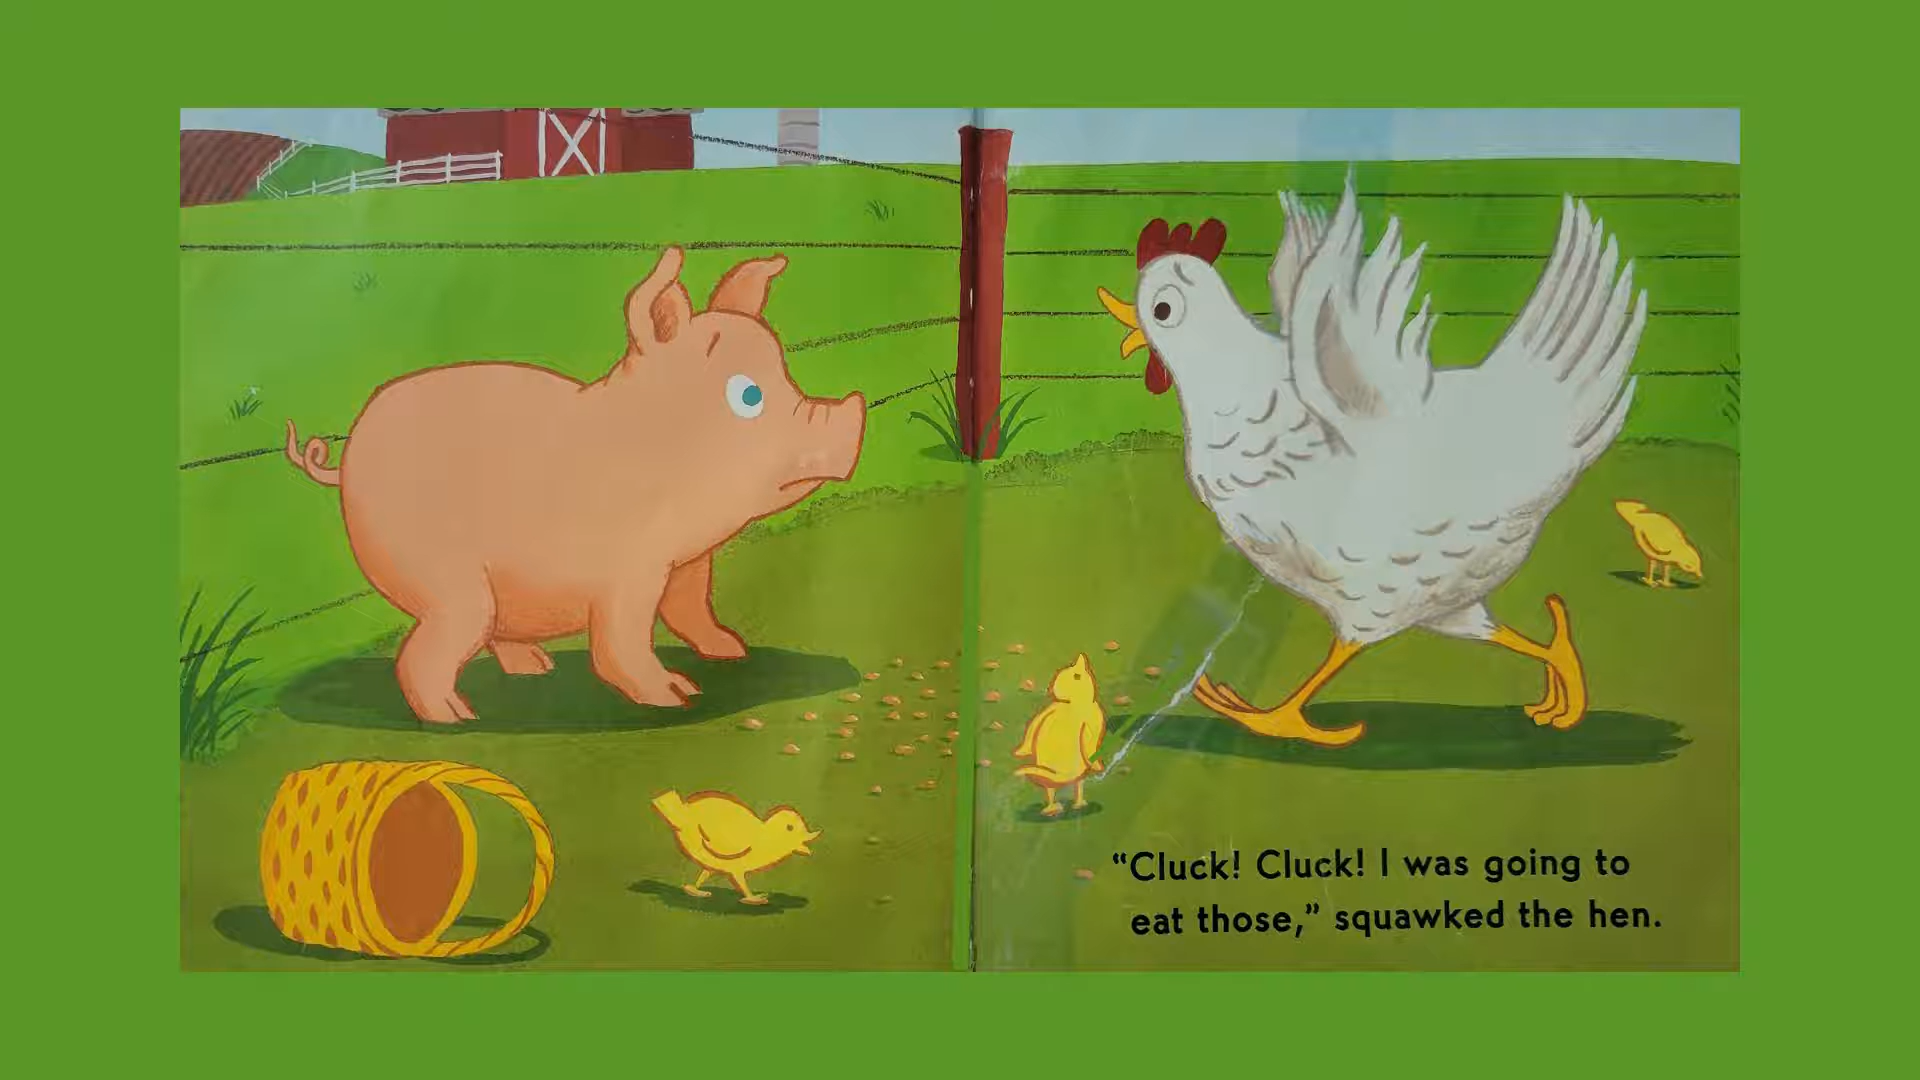 “Cluck! Cluck! I was going to
eat those,” squawked the hen.